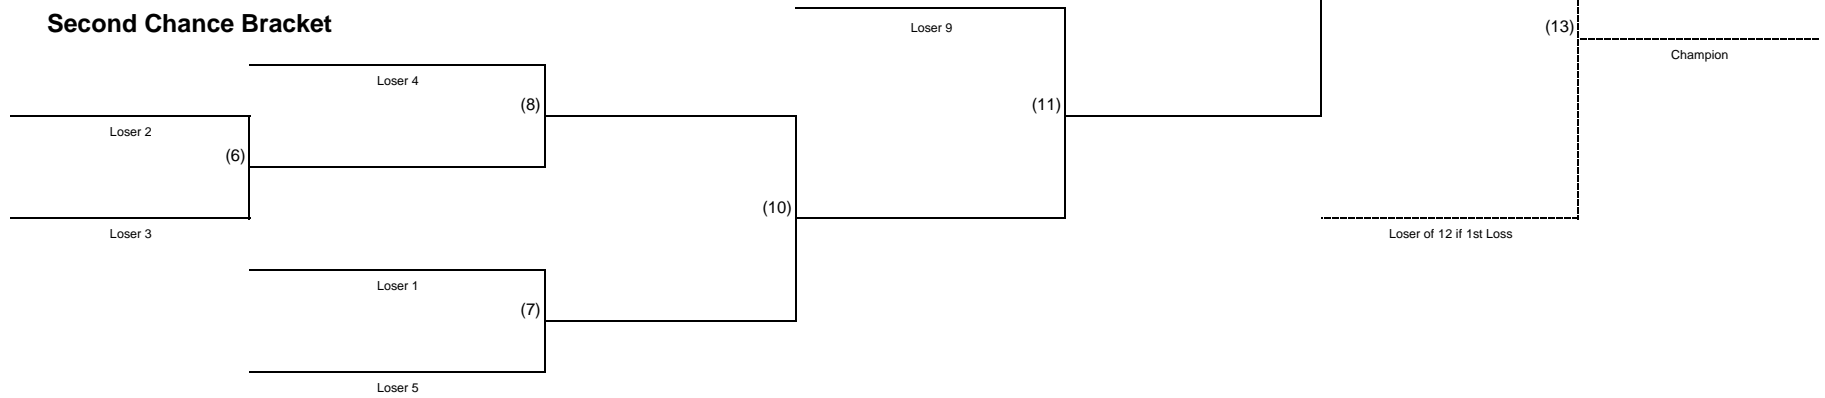 Second Chance Bracket
Loser 9
(13)
Champion
Loser 4
(8)
(11)
Loser 2
(6)
(10)
Loser 3
Loser of 12 if 1st Loss
Loser 1
(7)
Loser 5